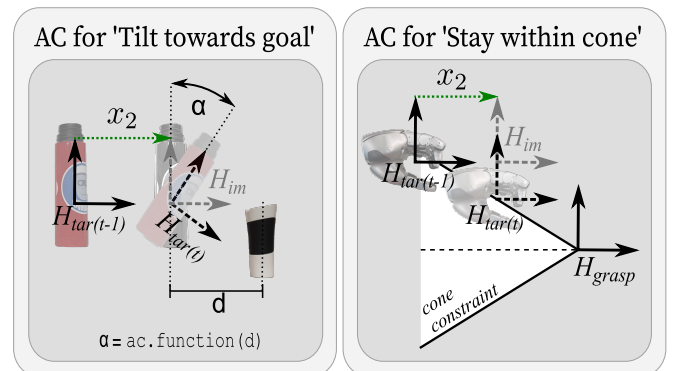 AC for 'Tilt towards goal'
x2
α
Htar(t-1)
Him
Htar(t)
d
α = ac.function(d)
AC for 'Stay within cone'
x2
Him
Htar(t-1)
Htar(t)
Hgrasp
cone
constraint